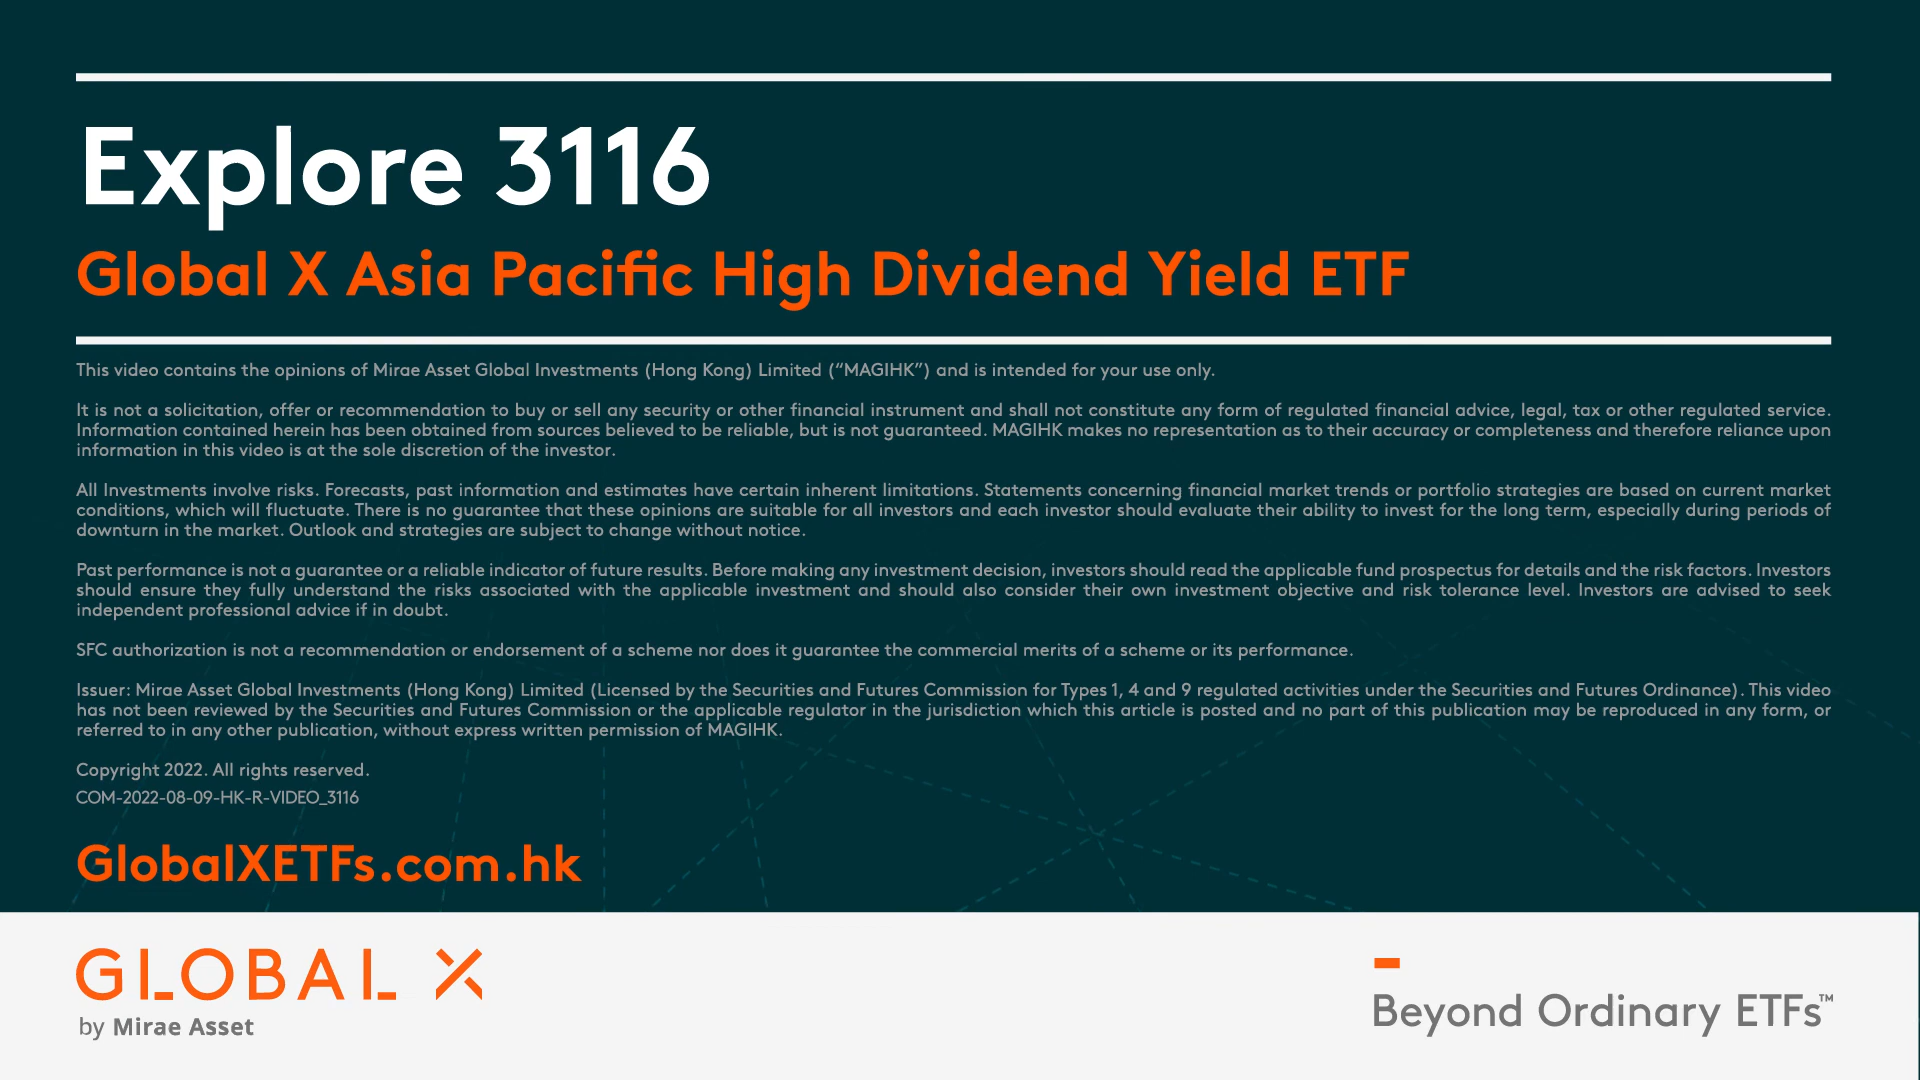 Explore 3116
Global X Asia Pacific High Dividend Yield ETF
This video contains the opinions of Mirae Asset Global Investments (Hong Kong) Limited (“MAGIHK”) and is intended for your use only.
It is not a solicitation, offer or recommendation to buy or sell any security or other financial instrument and shall not constitute any form of regulated financial advice, legal, tax or other regulated service.
Information contained herein has been obtained from sources believed to be reliable, but is not guaranteed. MAGIHK makes no representation as to their accuracy or completeness and therefore reliance upon
information in this video is at the sole discretion of the investor.
All Investments involve risks. Forecasts, past information and estimates have certain inherent limitations. Statements concerning financial market trends or portfolio strategies are based on current market
conditions, which will fluctuate. There is no guarantee that these opinions are suitable for all investors and each investor should evaluate their ability to invest for the long term, especially during periods of
downturn in the market. Outlook and strategies are subject to change without notice.
Past performance is not a guarantee or a reliable indicator of future results. Before making any investment decision, investors should read the applicable fund prospectus for details and the risk factors. Investors
should ensure they fully understand the risks associated with the applicable investment and should also consider their own investment objective and risk tolerance level. Investors are advised to seek
independent professional advice if in doubt.
SFC authorization is not a recommendation or endorsement of a scheme nor does it guarantee the commercial merits of a scheme or its performance.
Issuer: Mirae Asset Global Investments (Hong Kong) Limited (Licensed by the Securities and Futures Commission for Types 1, 4 and 9 regulated activities under the Securities and Futures Ordinance). This video
has not been reviewed by the Securities and Futures Commission or the applicable regulator in the jurisdiction which this article is posted and no part of this publication may be reproduced in any form, or
referred to in any other publication, without express written permission of MAGIHK.
Copyright 2022. All rights reserved.
COM-2022-08-09-HK-R-VIDEO_3116
GlobalXETFs.com.hk
GLOBAL X
by Mirae Asset
Beyond Ordinary ETFs™